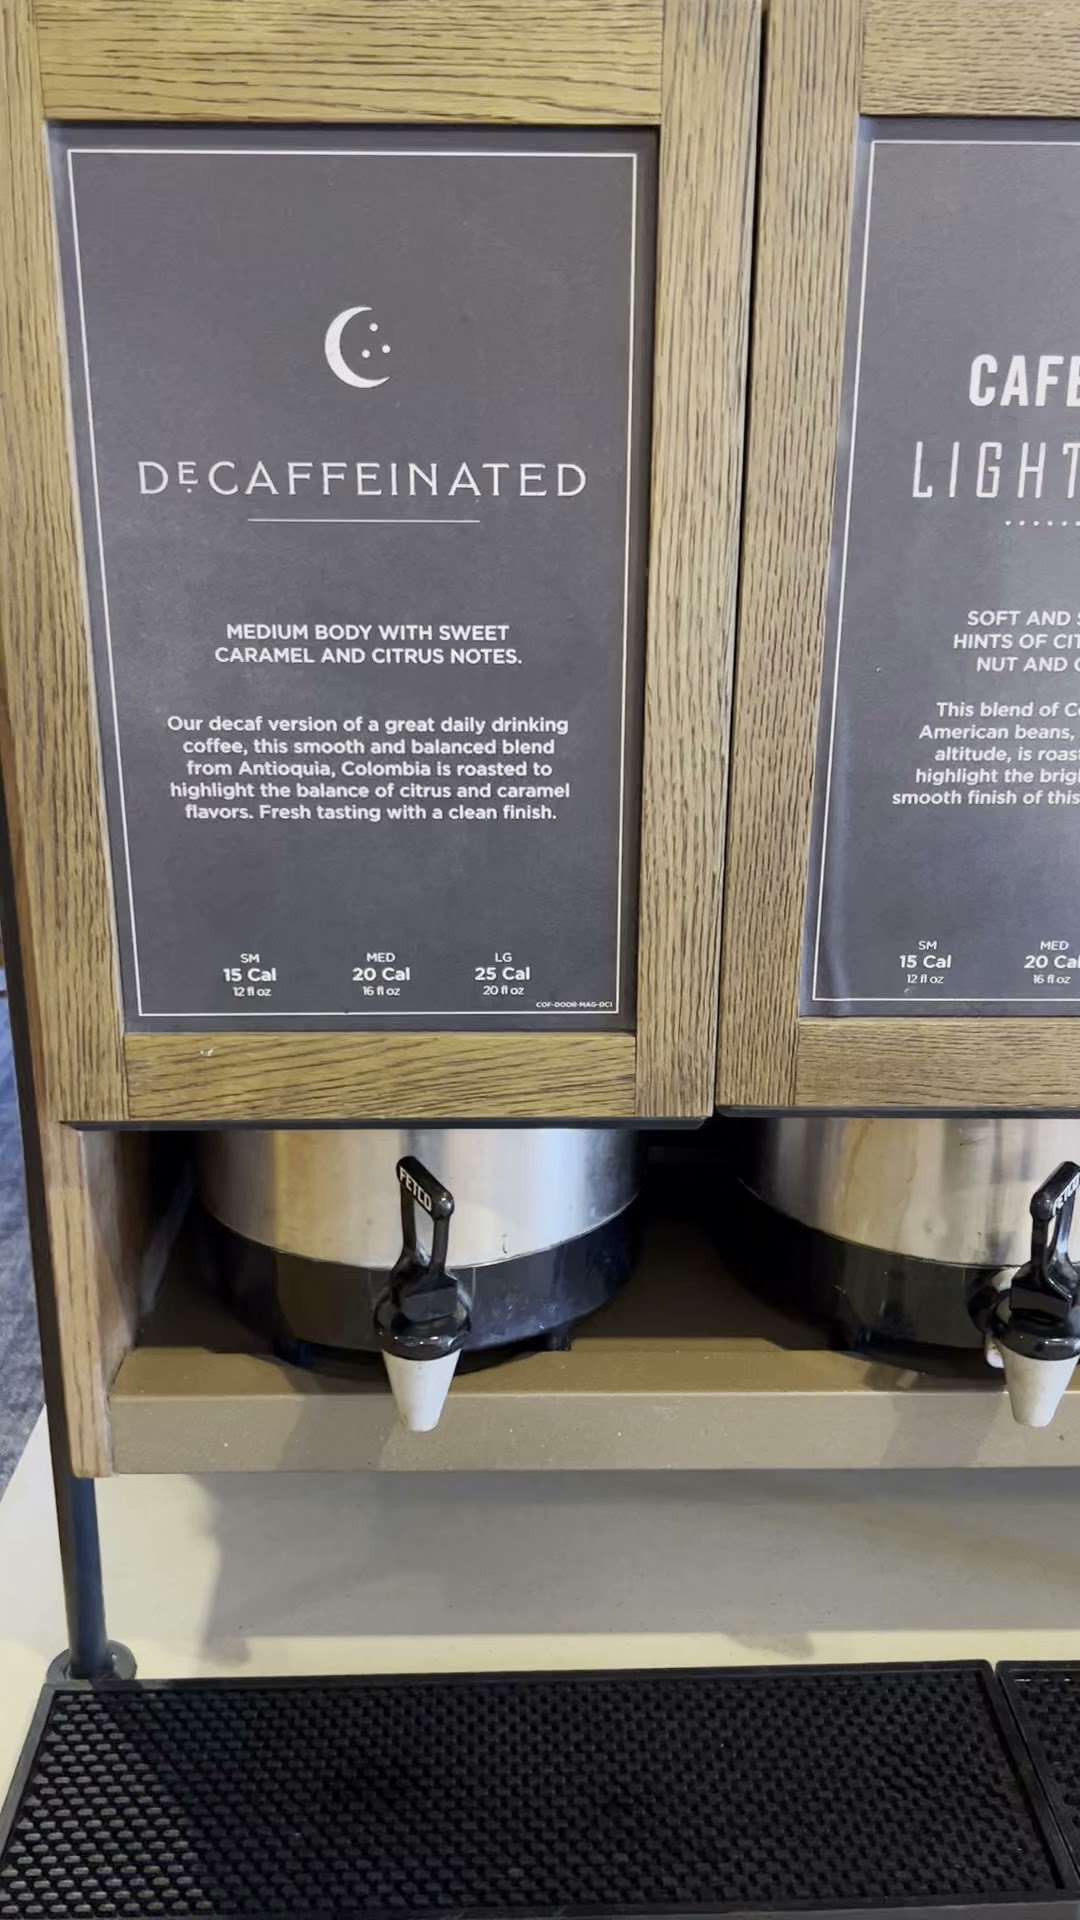 DECAFFEINATED
MEDIUM BODY WITH SWEET
CARAMEL AND CITRUS NOTES.
Our decaf version of a great daily drinking
coffee, this smooth and balanced blend
from Antioquia, Colombia is roasted to
highlight the balance of citrus and caramel
flavors. Fresh tasting with a clean finish.
SM MED LG
15 Cal 20 Cal 25 Cal
12 fl oz 16 fl oz 20 fl oz
COF-DOOR-MAG-DC1
CAFE
LIGHT
SOFT AND
HINTS OF
NUT AND
This blend of
American beans,
altitude, is
highlight the
smooth finish of this
SM MED
15 Cal 20 Cal
12 fl oz 16 fl oz
FETCO
FETCO